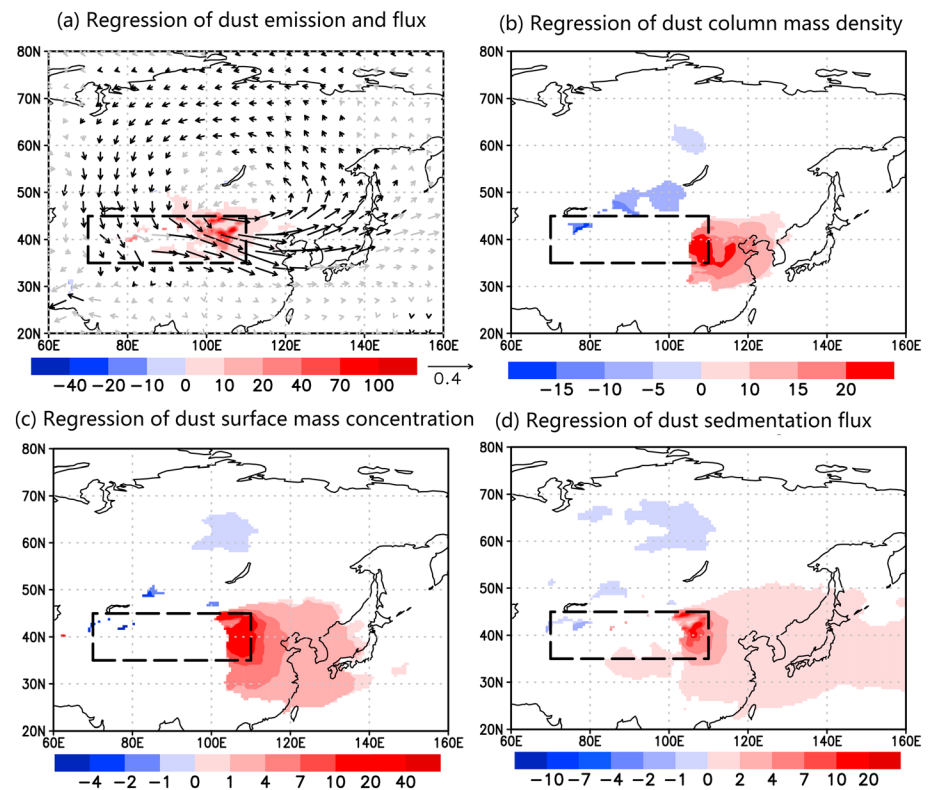 (a) Regression of dust emission and flux
80N
70N
60N
50N
40N
30N
20N
60E 80E 100E 120E 140E 160E
−40 −20 −10 0 10 20 40 70 100
0.4
(b) Regression of dust column mass density
80N
70N
60N
50N
40N
30N
20N
60E 80E 100E 120E 140E 160E
−15 −10 −5 0 10 15 20
(c) Regression of dust surface mass concentration
80N
70N
60N
50N
40N
30N
20N
60E 80E 100E 120E 140E 160E
−4 −2 −1 0 1 4 7 10 20 40
(d) Regression of dust sedmentation flux
80N
70N
60N
50N
40N
30N
20N
60E 80E 100E 120E 140E 160E
−10 −7 −4 −2 −1 0 2 4 7 10 20